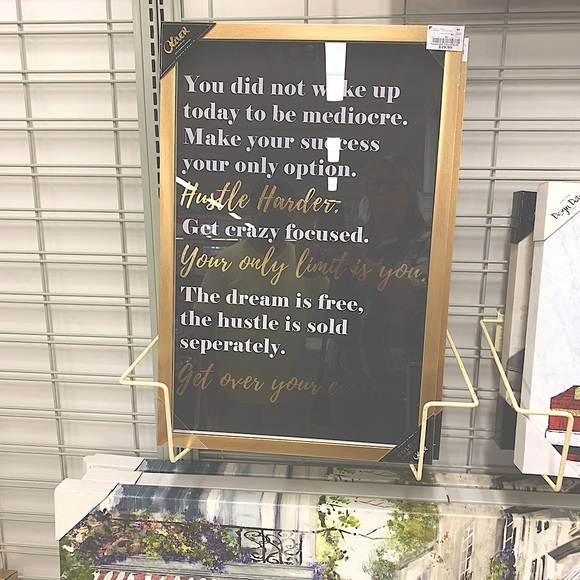 You did not wake up
today to be mediocre.
Make your success
your only option.
Hustle Harder.
Get crazy focused.
Your only limit is you
The dream is free,
the hustle is sold
seperately.
Get over your